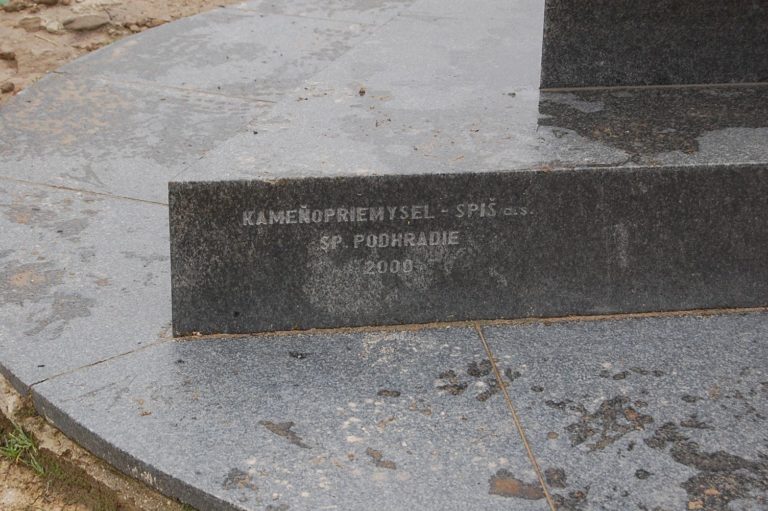 KAMEŇOPRIEMYSEL - SPIŠ a.s.
SP. PODHRADIE
2000